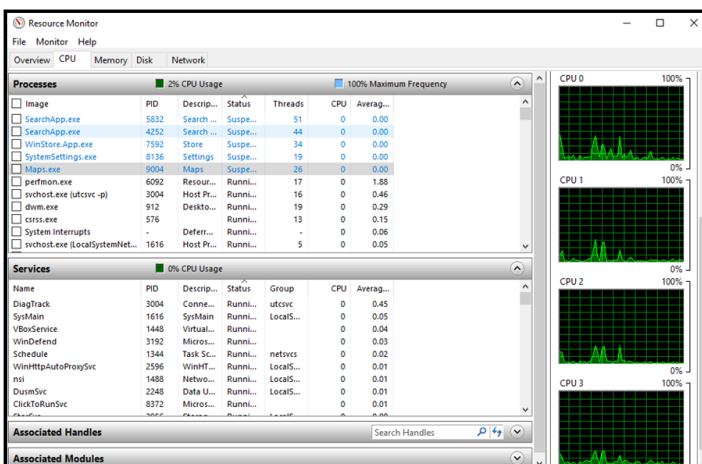 Resource Monitor
File Monitor Help
Overview CPU Memory Disk Network
Processes 2% CPU Usage 100% Maximum Frequency
Image PID Descrip... Status Threads CPU Averag...
SearchApp.exe 5832 Search ... Suspe... 51 0 0.00
SearchApp.exe 4252 Search ... Suspe... 44 0 0.00
WinStore.App.exe 7592 Store Suspe... 34 0 0.00
SystemSettings.exe 8136 Settings Suspe... 19 0 0.00
Maps.exe 9004 Maps Suspe... 26 0 0.00
perfmon.exe 6092 Resour... Runni... 17 0 1.88
svchost.exe (utcsvc -p) 3004 Host Pr... Runni... 16 0 0.46
dwm.exe 912 Deskto... Runni... 19 0 0.29
csrss.exe 576 Runni... 13 0 0.15
System Interrupts - Deferr... Runni... - 0 0.06
svchost.exe (LocalSystemNet... 1616 Host Pr... Runni... 5 0 0.05
Services 0% CPU Usage
Name PID Descrip... Status Group CPU Averag...
DiagTrack 3004 Conne... Runni... utcsvc 0 0.45
SysMain 1616 SysMain Runni... LocalS... 0 0.05
VBoxService 1448 Virtual... Runni... 0 0.04
WinDefend 3192 Micros... Runni... 0 0.03
Schedule 1344 Task Sc... Runni... netsvcs 0 0.02
WinHttpAutoProxySvc 2596 WinHT... Runni... LocalS... 0 0.01
nsi 1488 Netwo... Runni... LocalS... 0 0.01
DusmSvc 2248 Data U... Runni... LocalS... 0 0.01
ClickToRunSvc 8372 Micros... Runni... 0 0.01
Associated Handles Search Handles
Associated Modules
CPU 0 100%
0%
CPU 1 100%
0%
CPU 2 100%
0%
CPU 3 100%